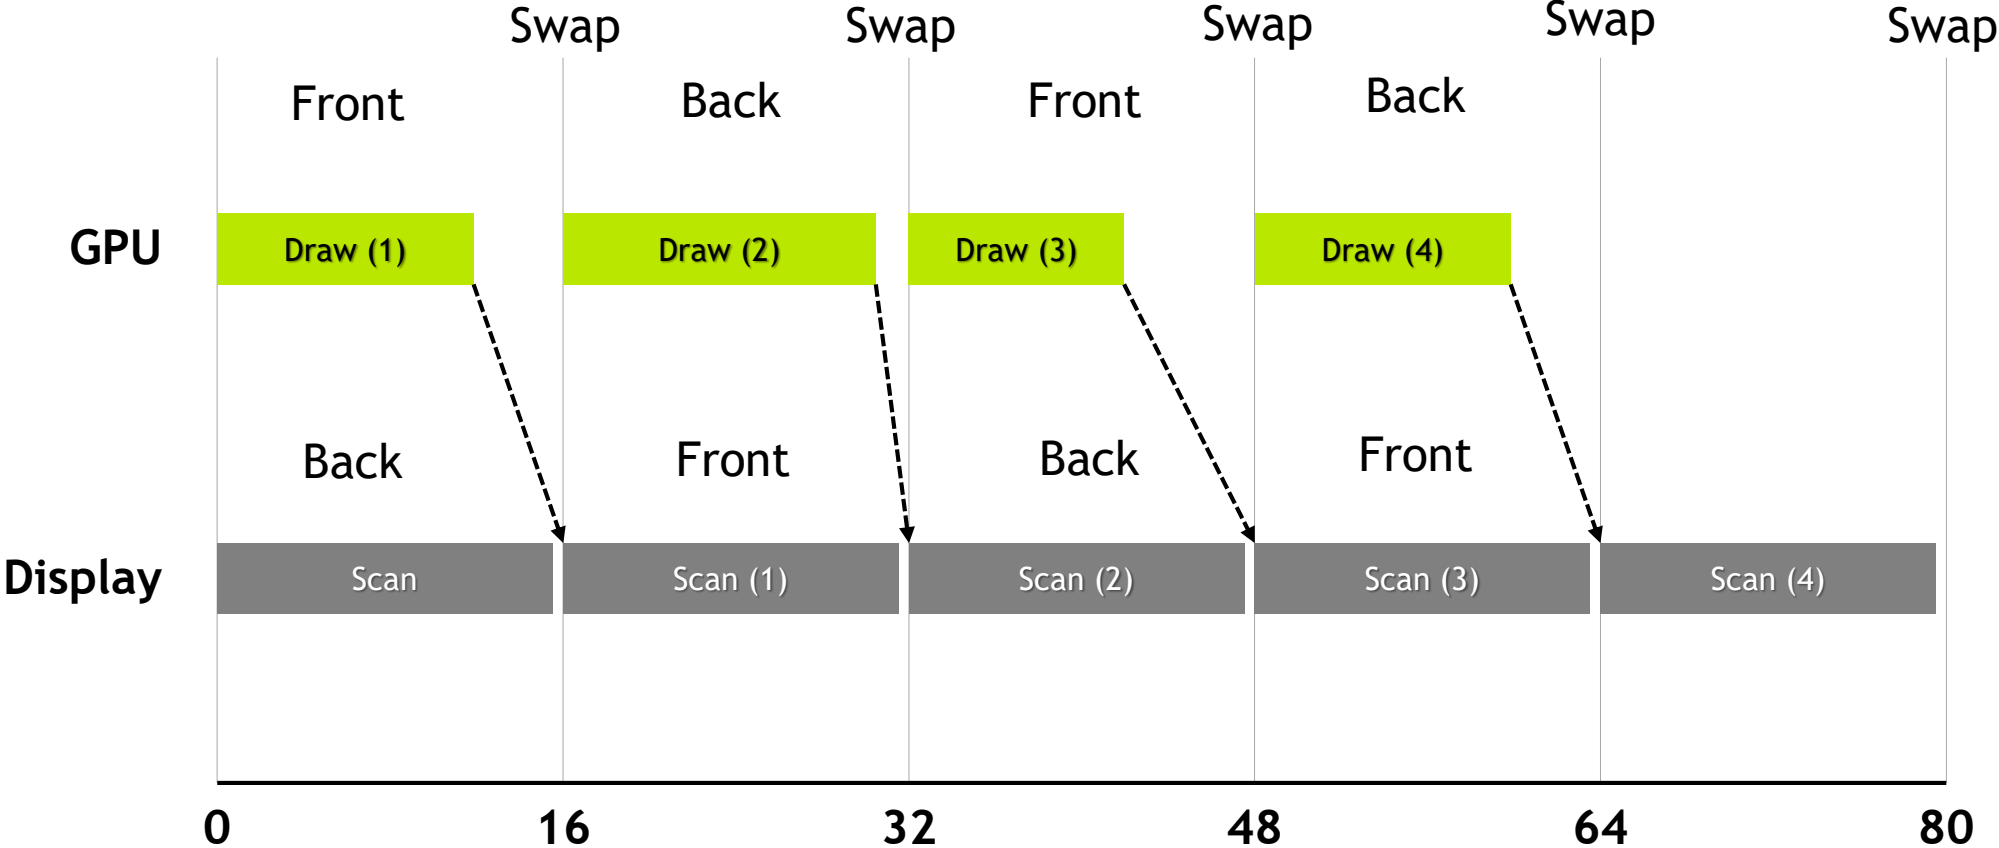 Swap Swap Swap Swap Swap
Front Back Front Back
GPU Draw (1) Draw (2) Draw (3) Draw (4)
Back Front Back Front
Display Scan Scan (1) Scan (2) Scan (3) Scan (4)
0 16 32 48 64 80